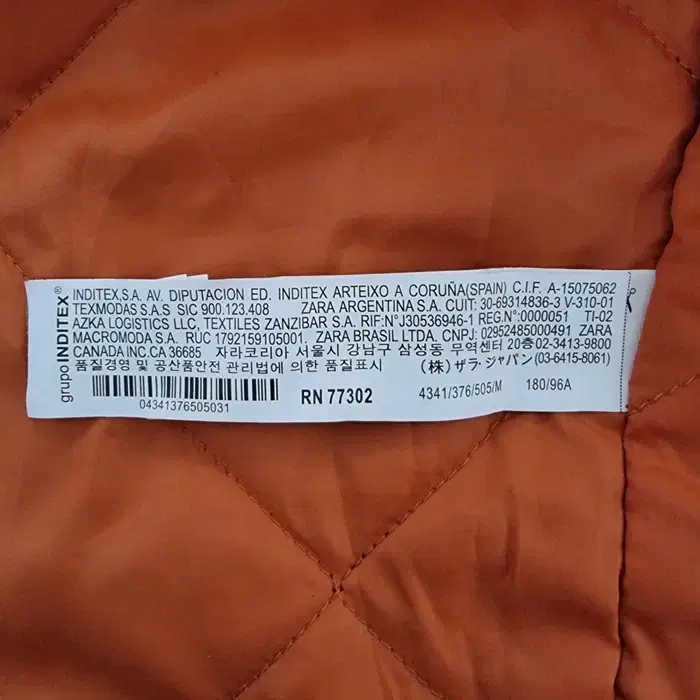 grupo INDITEX®
INDITEX,S.A. AV. DIPUTACION ED. INDITEX ARTEIXO A CORUÑA(SPAIN) C.I.F. A-15075062
TEXMODAS S.A.S SIC 900.123.408 ZARA ARGENTINA S.A. CUIT: 30-69314836-3 V-310-01
AZKA LOGISTICS LLC, TEXTILES ZANZIBAR S.A. RIF:N°J30536946-1 REG.N°:0000051 TI-02
MACROMODA S.A. RUC 1792159105001. ZARA BRASIL LTDA. CNPJ: 02952485000491 ZARA
CANADA INC.CA 36685 자라코리아 서울시 강남구 삼성동 무역센터 20층02-3413-9800
품질경영 및 공산품안전 관리법에 의한 품질표시 (株) ザラ・ジャパン(03-6415-8061)
04341376505031
RN 77302
4341/376/505/M 180/96A